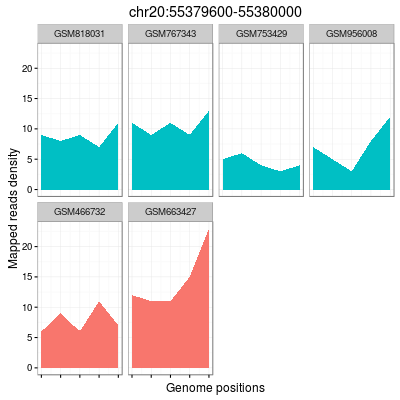 chr20:55379600-55380000
GSM818031 GSM767343 GSM753429 GSM956008
20
15
10
5
0
Mapped reads density
GSM466732 GSM663427
20
15
10
5
0
Genome positions